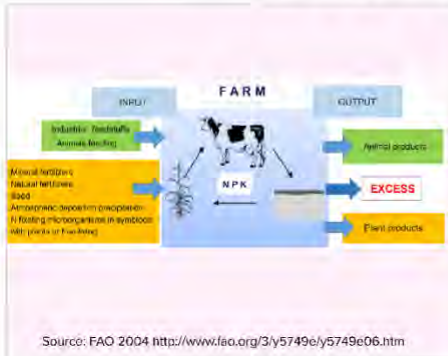 FARM
INPUT
OUTPUT
Industrial feedstuffs
Animals feeding
Animal products
Mineral fertilizers
Natural fertilizers
Seed
Atmospheric deposition precipitation
N fixating microorganisms in symbiosis
with plants or free-living
NPK
EXCESS
Plant products
Source: FAO 2004 http://www.fao.org/3/y5749e/y5749e06.htm